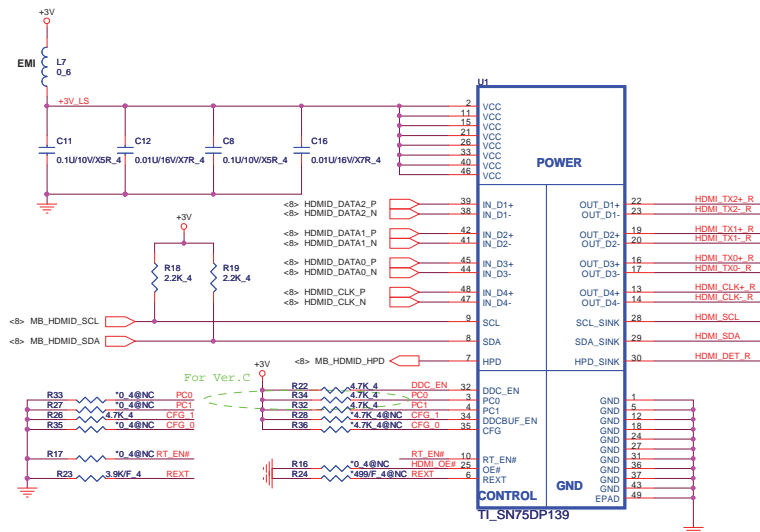 +3V
EMI
L7
0_6
+3V_LS
C11
0.1U/10V/X5R_4
C12
0.01U/16V/X7R_4
C8
0.1U/10V/X5R_4
C16
0.01U/16V/X7R_4
U1
2 VCC
11 VCC
15 VCC
21 VCC
26 VCC
33 VCC
40 VCC
46 VCC
POWER
<8> HDMID_DATA2_P 39 IN_D1+ OUT_D1+ 22 HDMI_TX2+_R
<8> HDMID_DATA2_N 38 IN_D1- OUT_D1- 23 HDMI_TX2-_R
<8> HDMID_DATA1_P 42 IN_D2+ OUT_D2+ 19 HDMI_TX1+_R
<8> HDMID_DATA1_N 41 IN_D2- OUT_D2- 20 HDMI_TX1-_R
<8> HDMID_DATA0_P 45 IN_D3+ OUT_D3+ 16 HDMI_TX0+_R
<8> HDMID_DATA0_N 44 IN_D3- OUT_D3- 17 HDMI_TX0-_R
<8> HDMID_CLK_P 48 IN_D4+ OUT_D4+ 13 HDMI_CLK+_R
<8> HDMID_CLK_N 47 IN_D4- OUT_D4- 14 HDMI_CLK-_R
+3V
R18
2.2K_4
R19
2.2K_4
<8> MB_HDMID_SCL 9 SCL SCL_SINK 28 HDMI_SCL
<8> MB_HDMID_SDA 8 SDA SDA_SINK 29 HDMI_SDA
<8> MB_HDMID_HPD 7 HPD HPD_SINK 30 HDMI_DET_R
For Ver.C
+3V
R33 *0_4@NC PC0
R27 *0_4@NC PC1
R26 4.7K_4 CFG_1
R35 *0_4@NC CFG_0
R17 *0_4@NC RT_EN#
R23 3.9K/F_4 REXT
R22 4.7K_4 DDC_EN 32 DDC_EN
R34 4.7K_4 PC0 3 PC0
R32 4.7K_4 PC1 4 PC1
R28 *4.7K_4@NC CFG_1 34 DDCBUF_EN
R36 *4.7K_4@NC CFG_0 35 CFG
RT_EN# 10 RT_EN#
R16 *0_4@NC HDMI_OE# 25 OE#
R24 *499/F_4@NC REXT 6 REXT
GND 1
GND 5
GND 12
GND 18
GND 24
GND 27
GND 31
GND 36
GND 37
GND 43
EPAD 49
CONTROL
GND
TI_SN75DP139